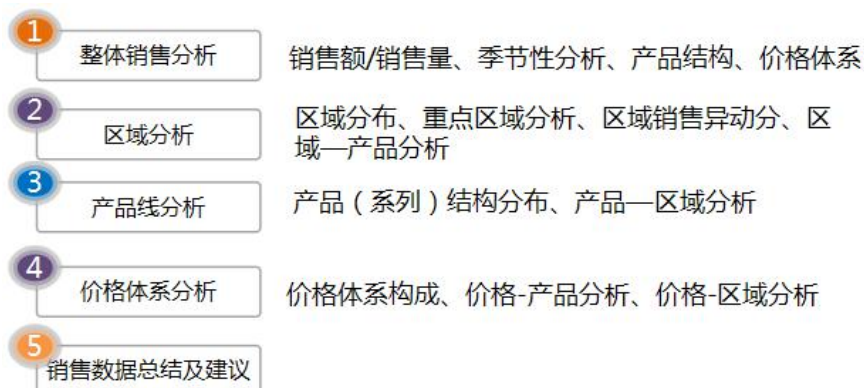 1
整体销售分析
销售额/销售量、季节性分析、产品结构、价格体系
2
区域分析
区域分布、重点区域分析、区域销售异动分、区
域—产品分析
3
产品线分析
产品（系列）结构分布、产品—区域分析
4
价格体系分析
价格体系构成、价格-产品分析、价格-区域分析
5
销售数据总结及建议